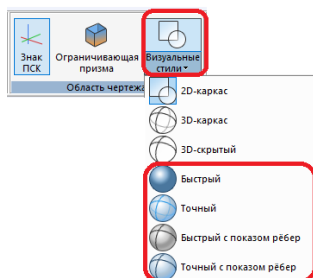 Знак
ПСК
Ограничивающая
призма
Визуальные
стили
Область чертежа
2D-каркас
3D-каркас
3D-скрытый
Быстрый
Точный
Быстрый с показом рёбер
Точный с показом рёбер